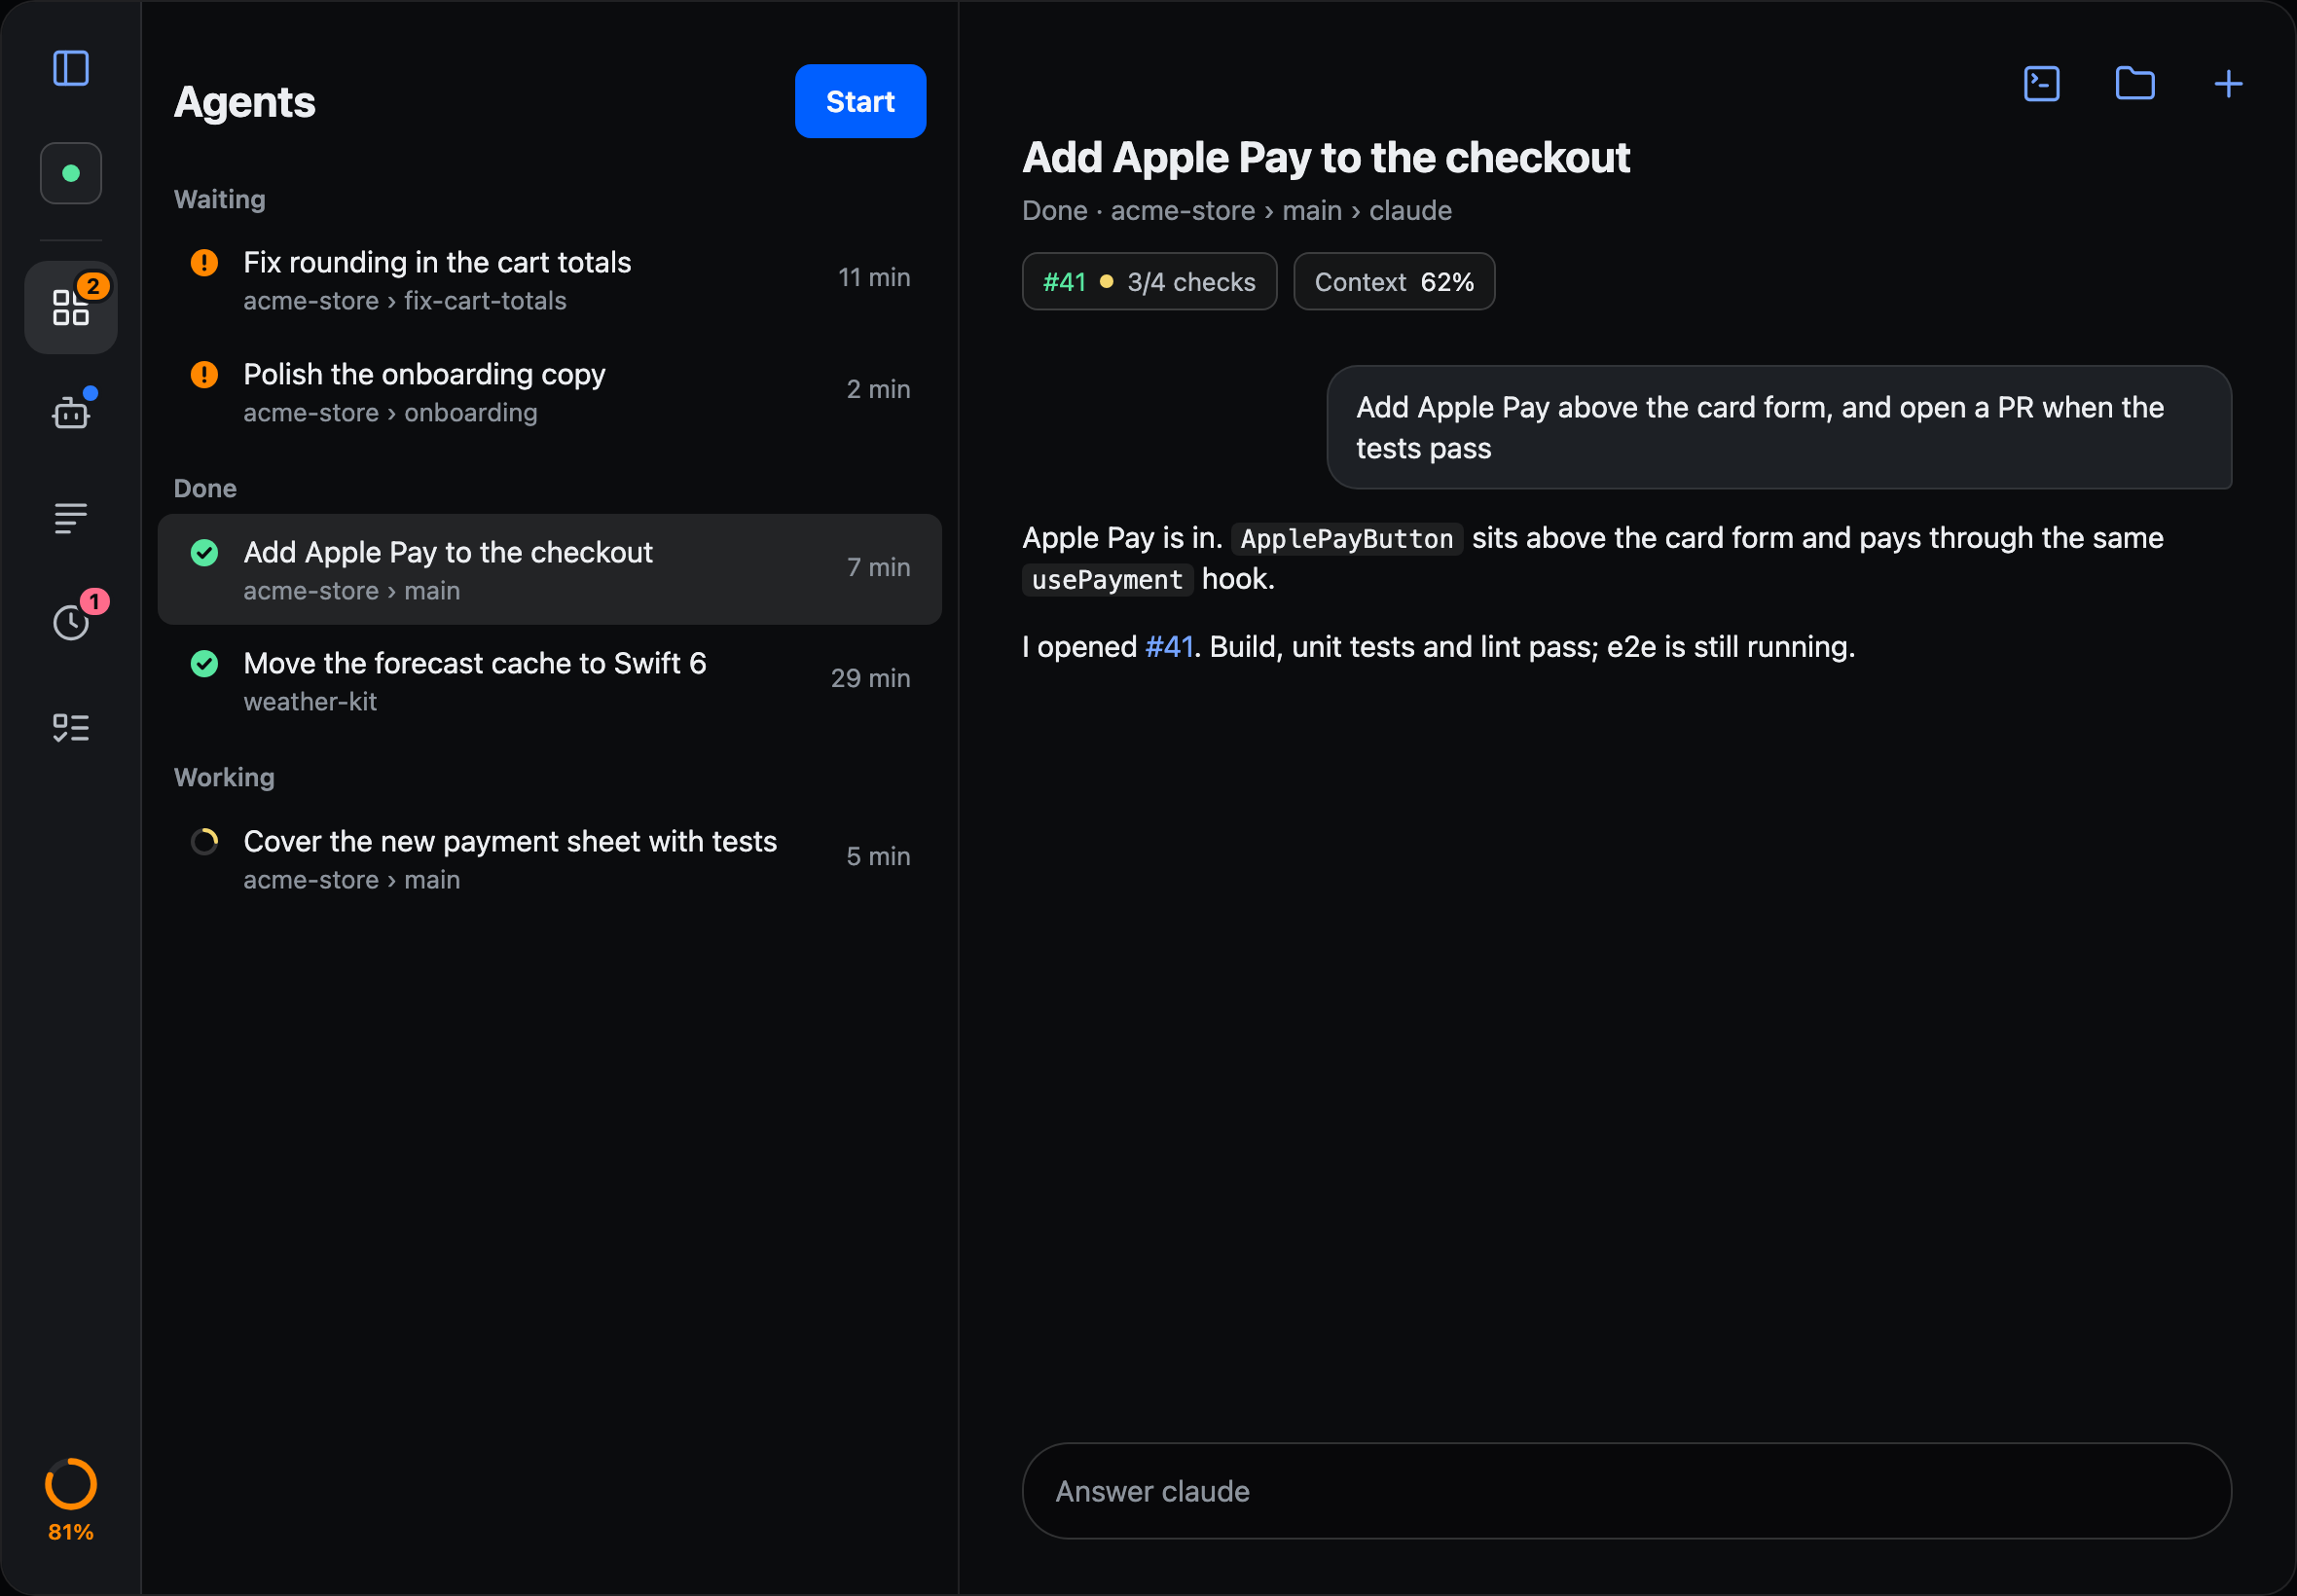 2
1
81%
Agents
Start
Waiting
Fix rounding in the cart totals
acme-store › fix-cart-totals
11 min
Polish the onboarding copy
acme-store › onboarding
2 min
Done
Add Apple Pay to the checkout
acme-store › main
7 min
Move the forecast cache to Swift 6
weather-kit
29 min
Working
Cover the new payment sheet with tests
acme-store › main
5 min
Add Apple Pay to the checkout
Done · acme-store › main › claude
#41 3/4 checks
Context 62%
Add Apple Pay above the card form, and open a PR when the
tests pass
Apple Pay is in. ApplePayButton sits above the card form and pays through the same
usePayment hook.
I opened #41. Build, unit tests and lint pass; e2e is still running.
Answer claude